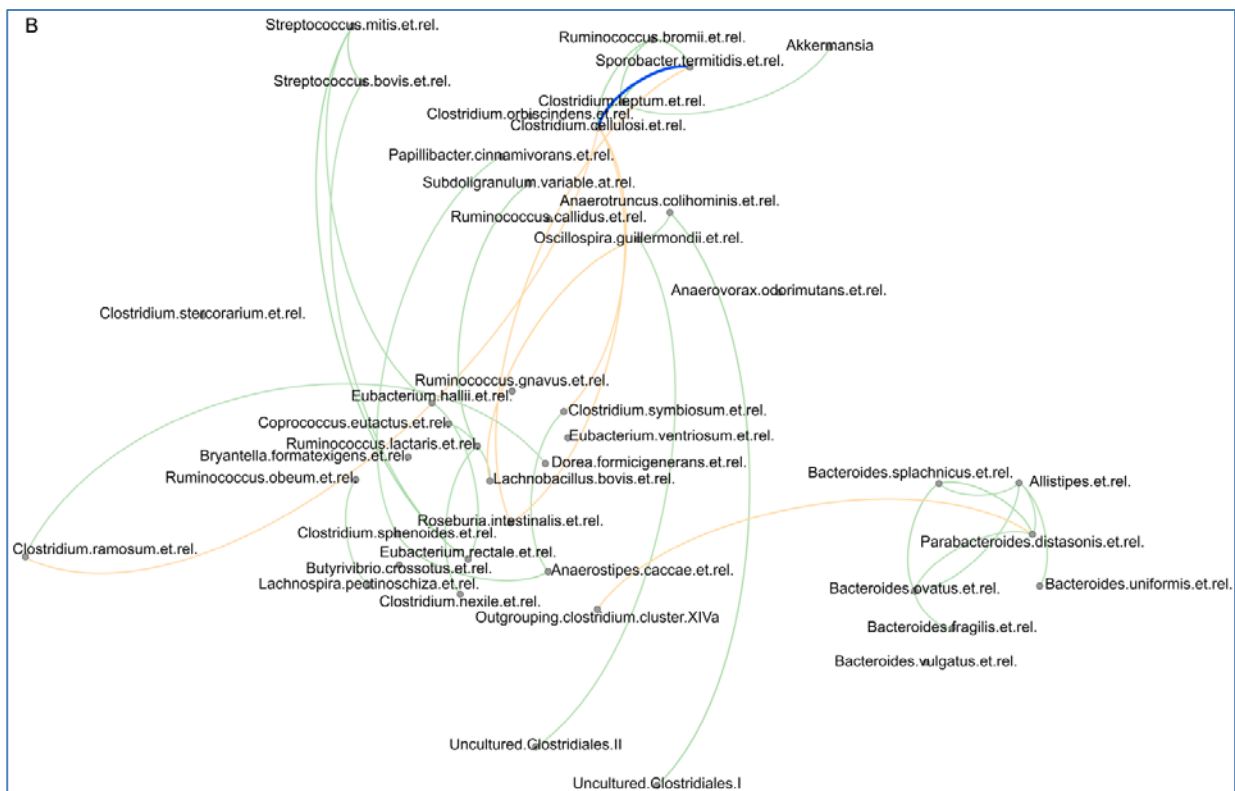 B
Streptococcus.mitis.et.rel.
Ruminococcus.bromii.et.rel.
Akkermansia
Sporobacter.termitidis.et.rel.
Streptococcus.bovis.et.rel.
Clostridium.leptum.et.rel.
Clostridium.orbiscindens.et.rel.
Clostridium.cellulosi.et.rel.
Papillibacter.cinnamivorans.et.rel.
Subdoligranulum.variable.at.rel.
Anaerotruncus.colihominis.et.rel.
Ruminococcus.callidus.et.rel.
Oscillospira.guillermondii.et.rel.
Anaerovorax.odorimutans.et.rel.
Clostridium.stercorarium.et.rel.
Ruminococcus.gnavus.et.rel.
Eubacterium.hallii.et.rel.
Clostridium.symbiosum.et.rel.
Coprococcus.eutactus.et.rel.
Eubacterium.ventriosum.et.rel.
Ruminococcus.lactaris.et.rel.
Bryantella.formatexigens.et.rel.
Dorea.formicigenerans.et.rel.
Ruminococcus.obeum.et.rel.
Lachnobacillus.bovis.et.rel.
Bacteroides.splachnicus.et.rel.
Allistipes.et.rel.
Roseburia.intestinalis.et.rel.
Clostridium.sphenoides.et.rel.
Parabacteroides.distasonis.et.rel.
Clostridium.ramosum.et.rel.
Eubacterium.rectale.et.rel.
Butyrivibrio.crossotus.et.rel.
Anaerostipes.caccae.et.rel.
Lachnospira.pectinoschiza.et.rel.
Bacteroides.uniformis.et.rel.
Bacteroides.ovatus.et.rel.
Clostridium.nexile.et.rel.
Outgrouping.clostridium.cluster.XIVa
Bacteroides.fragilis.et.rel.
Bacteroides.vulgatus.et.rel.
Uncultured.Clostridiales.II
Uncultured.Clostridiales.I